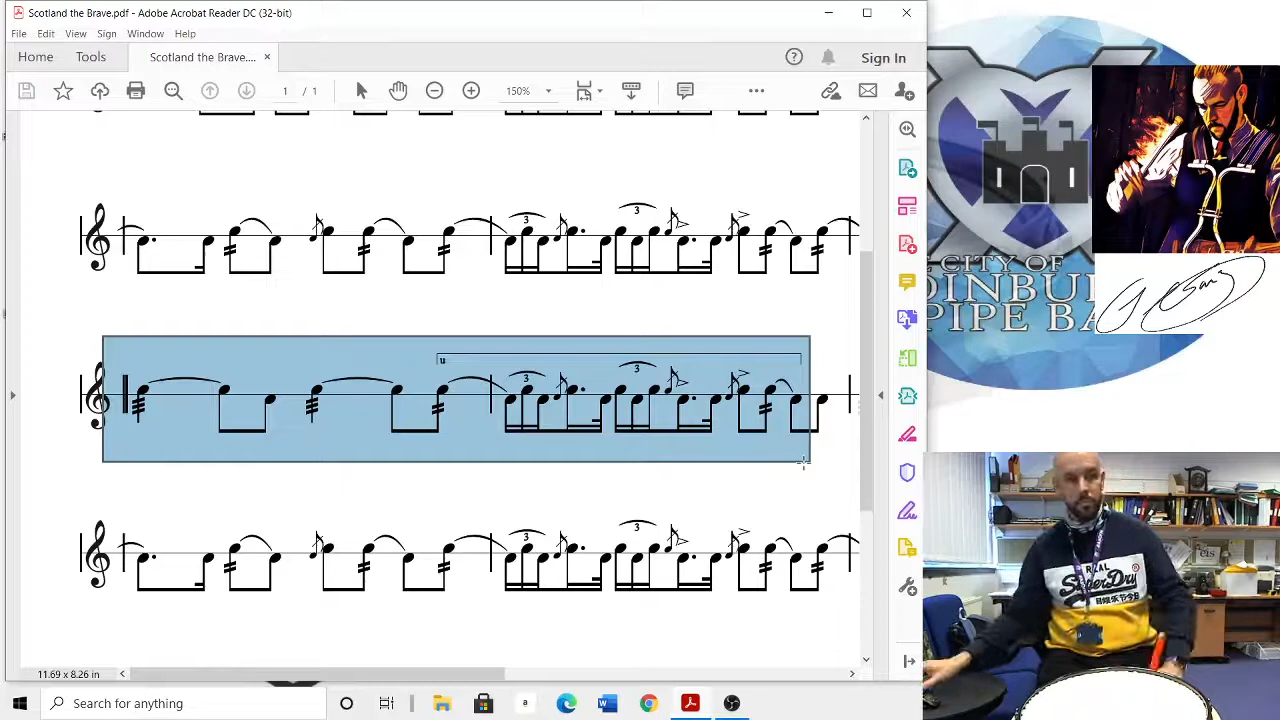 Scotland the Brave.pdf - Adobe Acrobat Reader DC (32-bit)
File Edit View Sign Window Help
Home Tools Scotland the Brave.... × Sign In
1 / 1 150%
3 3
u
3 3
3 3
11.69 x 8.26 in
Search for anything
CITY OF
PIPE
eis
REAL
SuperDry